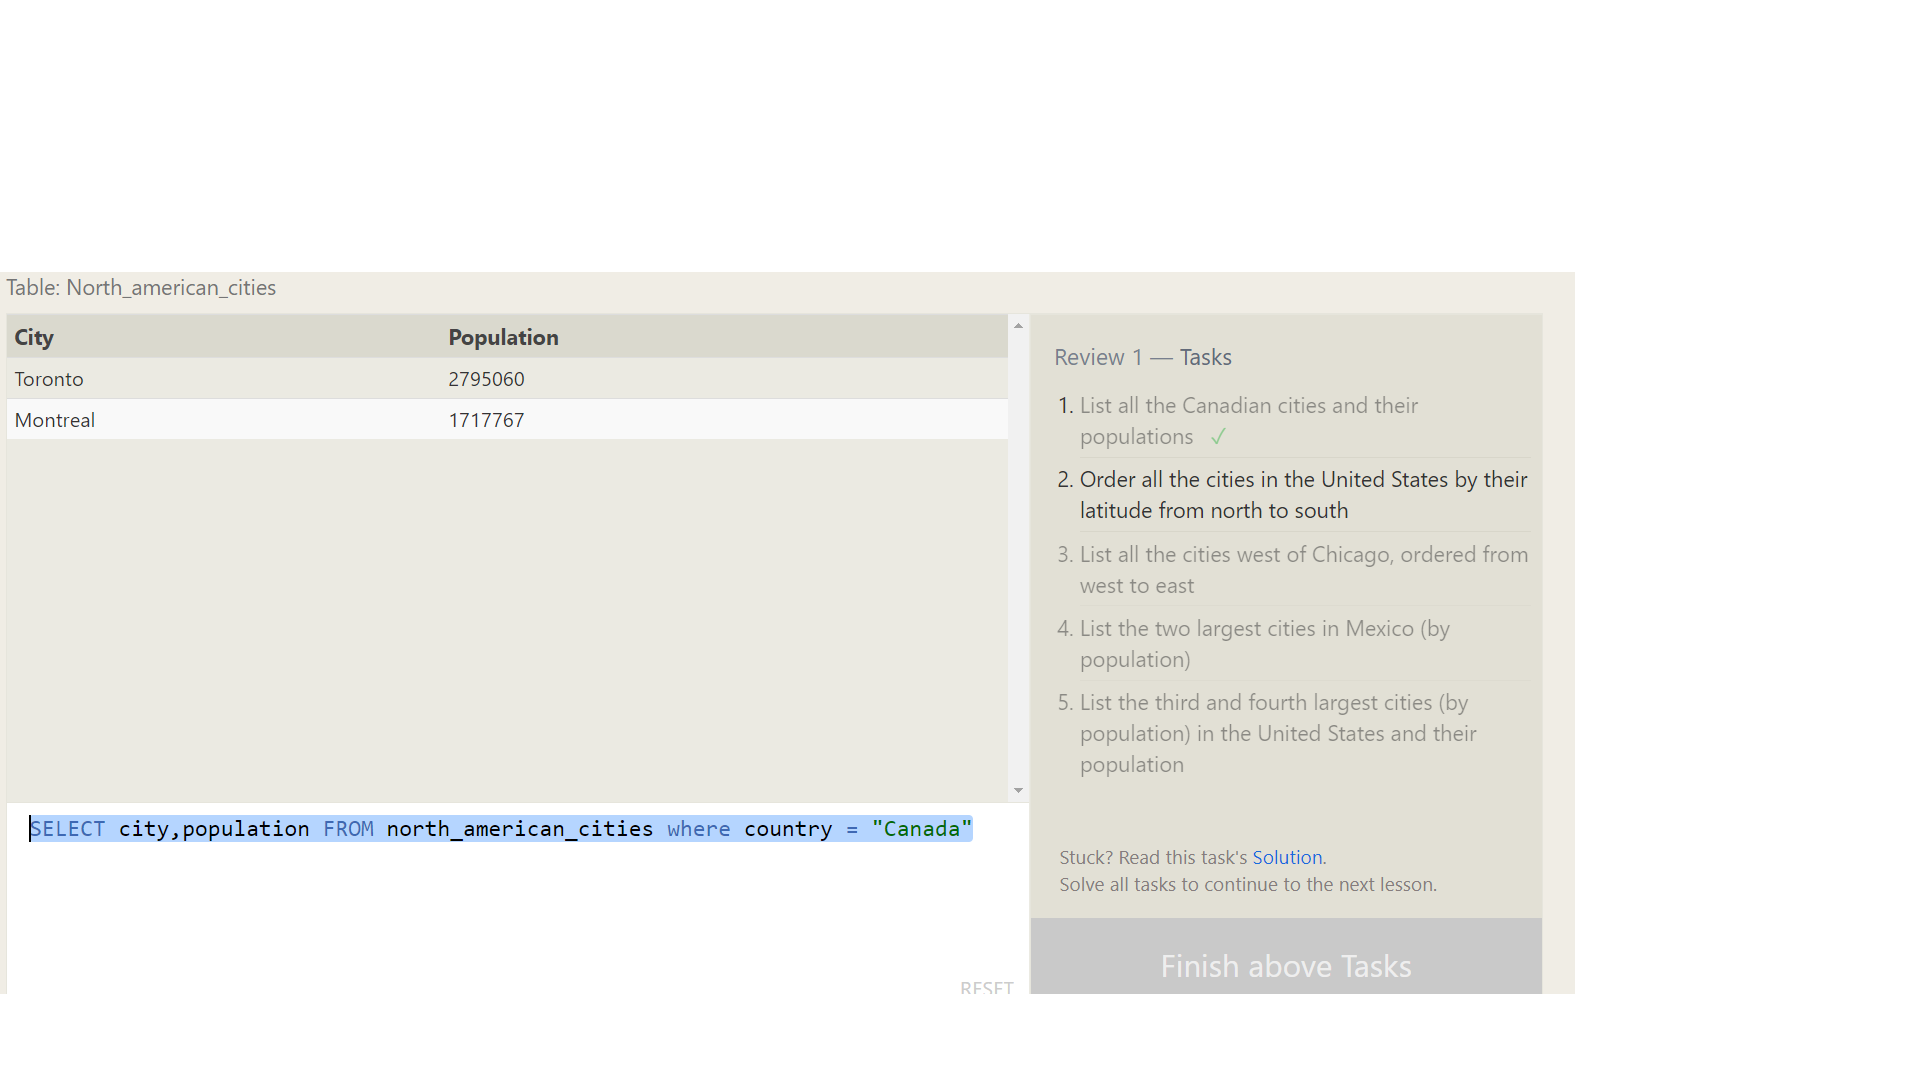 Table: North_american_cities
City Population
Toronto 2795060
Montreal 1717767
SELECT city,population FROM north_american_cities where country = "Canada"
RESET
Review 1 — Tasks
1. List all the Canadian cities and their
populations ✓
2. Order all the cities in the United States by their
latitude from north to south
3. List all the cities west of Chicago, ordered from
west to east
4. List the two largest cities in Mexico (by
population)
5. List the third and fourth largest cities (by
population) in the United States and their
population
Stuck? Read this task's Solution.
Solve all tasks to continue to the next lesson.
Finish above Tasks